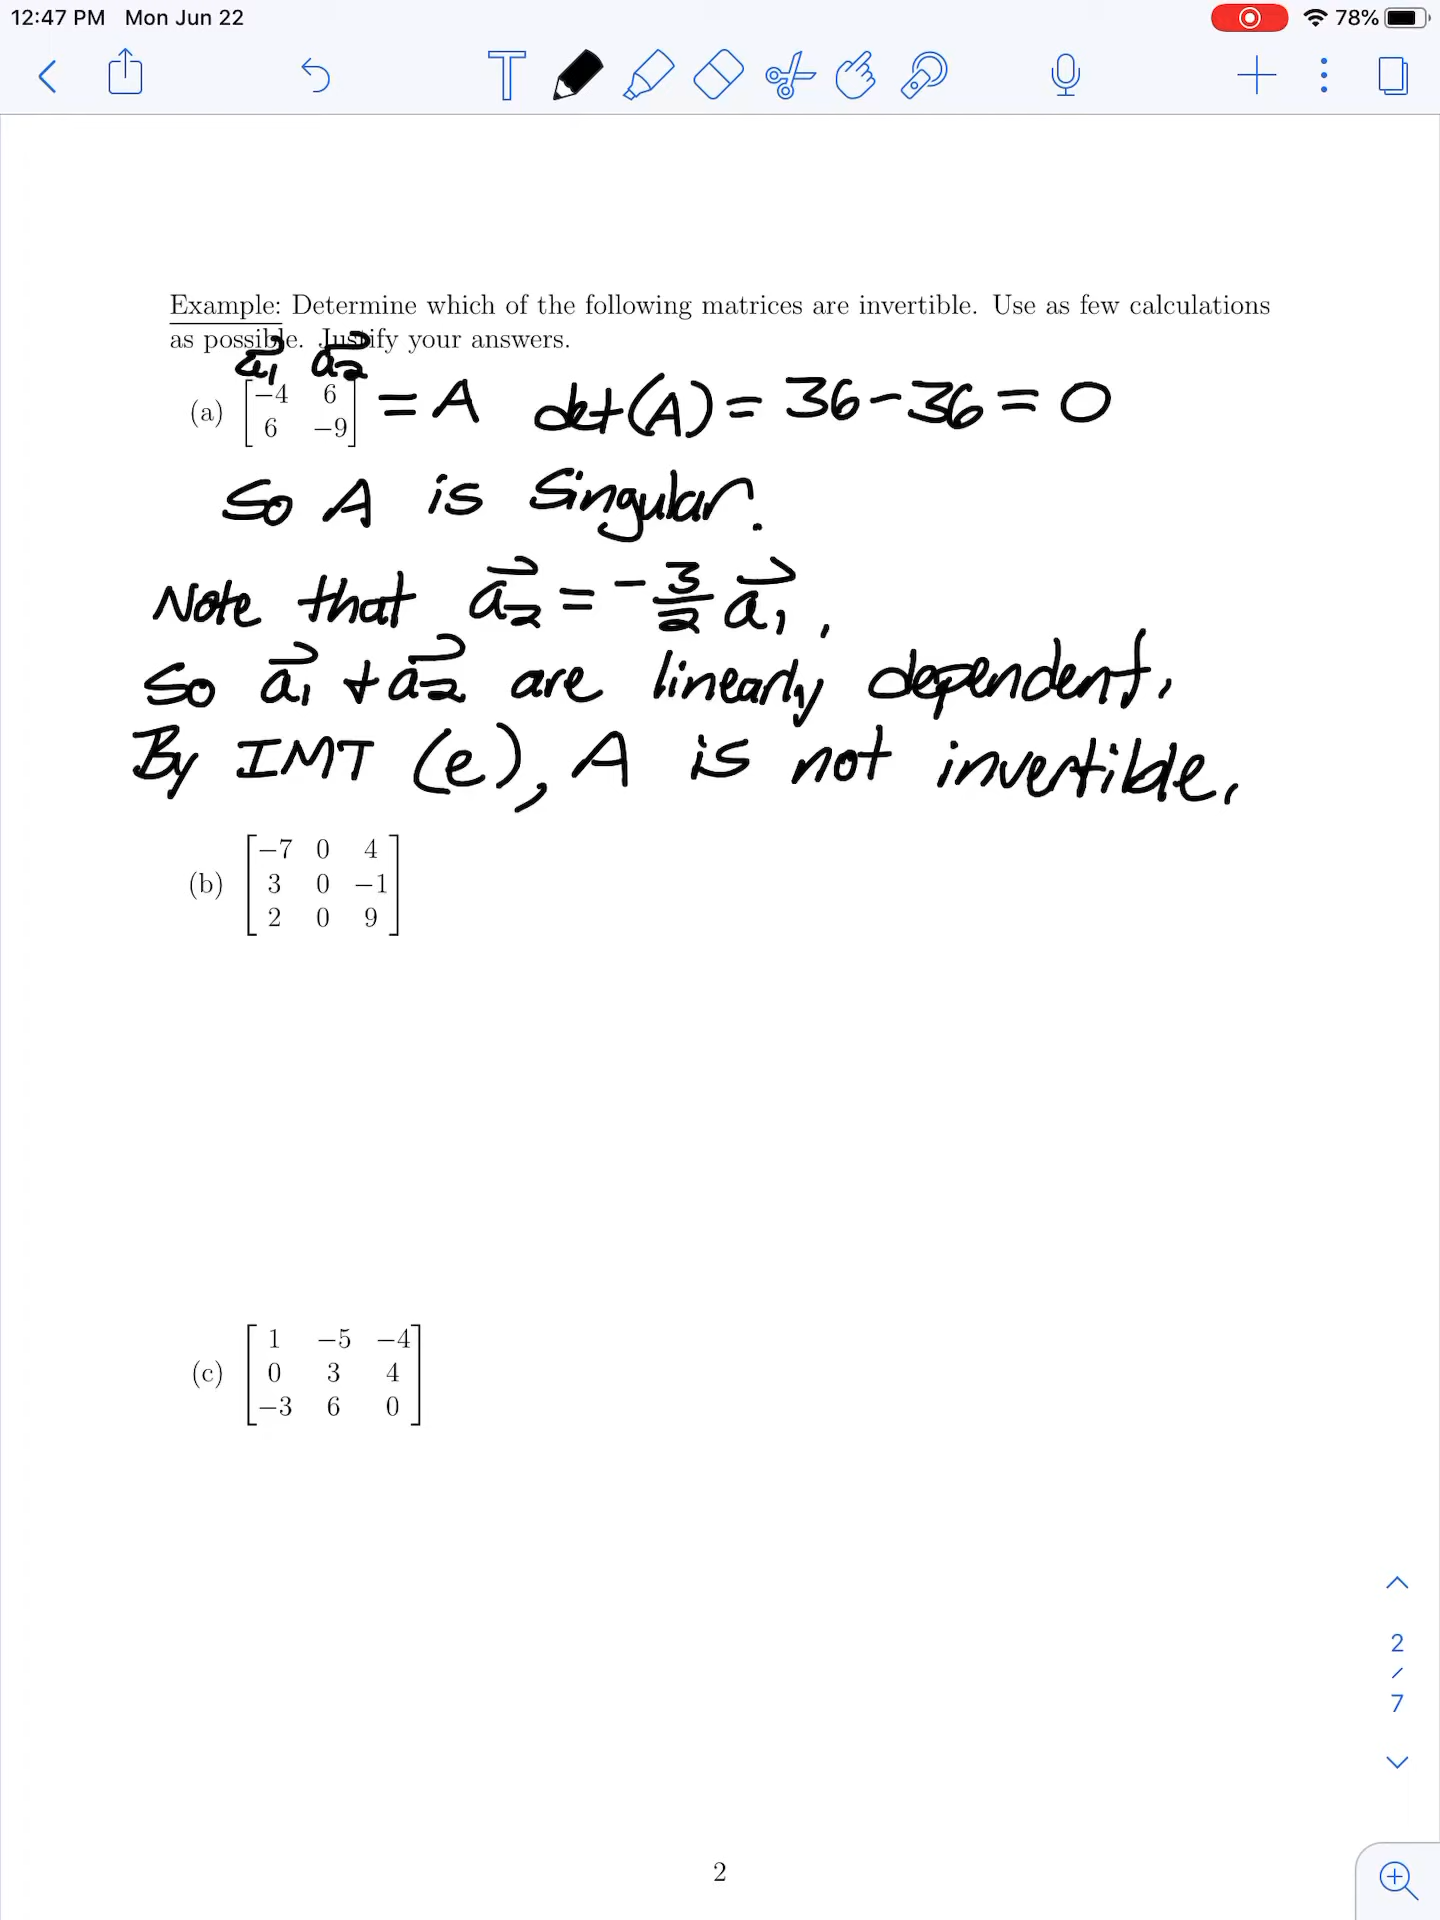 12:47 PM Mon Jun 22 78%
Example: Determine which of the following matrices are invertible. Use as few calculations
as possible. Justify your answers.
a⃗₁ a⃗₂
(a) [−4 6; 6 −9] = A det(A) = 36 − 36 = 0
So A is Singular.
Note that a⃗₂ = −3/2 a⃗₁,
So a⃗₁ + a⃗₂ are linearly dependent.
By IMT (e), A is not invertible.
(b) [−7 0 4; 3 0 −1; 2 0 9]
(c) [1 −5 −4; 0 3 4; −3 6 0]
2
/
7
2